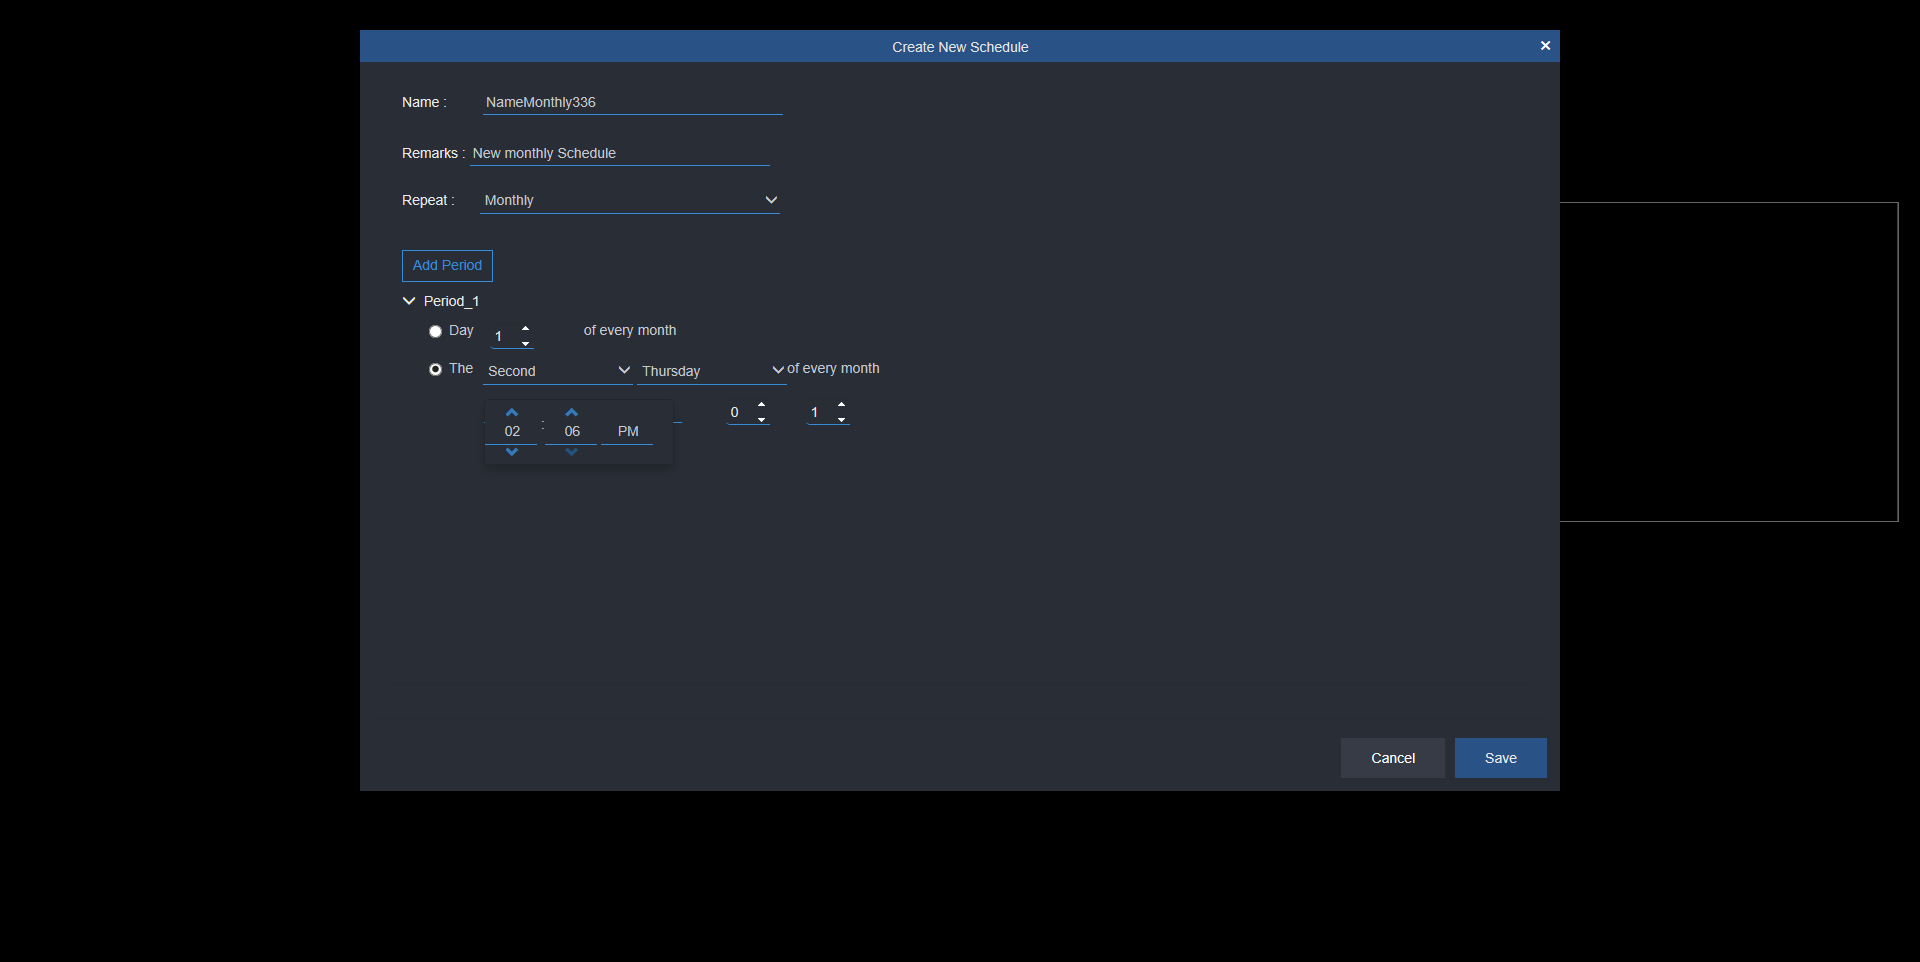 Create New Schedule ×
Name : NameMonthly336
Remarks : New monthly Schedule
Repeat : Monthly
Add Period
Period_1
Day 1 of every month
The Second Thursday of every month
0 1
02 : 06 PM
Cancel Save